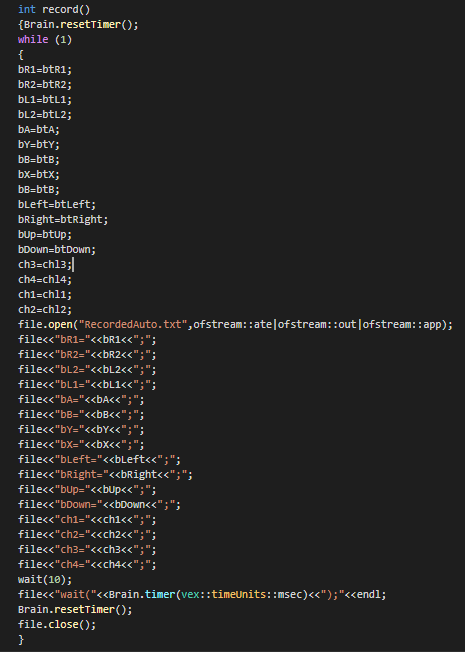 int record()
{Brain.resetTimer();
while (1)
{
bR1=btR1;
bR2=btR2;
bL1=btL1;
bL2=btL2;
bA=btA;
bY=btY;
bB=btB;
bX=btX;
bB=btB;
bLeft=btLeft;
bRight=btRight;
bUp=btUp;
bDown=btDown;
ch3=chl3;
ch4=chl4;
ch1=chl1;
ch2=chl2;
file.open("RecordedAuto.txt",ofstream::ate|ofstream::out|ofstream::app);
file<<"bR1="<<bR1<<";";
file<<"bR2="<<bR2<<";";
file<<"bL2="<<bL2<<";";
file<<"bL1="<<bL1<<";";
file<<"bA="<<bA<<";";
file<<"bB="<<bB<<";";
file<<"bY="<<bY<<";";
file<<"bX="<<bX<<";";
file<<"bLeft="<<bLeft<<";";
file<<"bRight="<<bRight<<";";
file<<"bUp="<<bUp<<";";
file<<"bDown="<<bDown<<";";
file<<"ch1="<<ch1<<";";
file<<"ch2="<<ch2<<";";
file<<"ch3="<<ch3<<";";
file<<"ch4="<<ch4<<";";
wait(10);
file<<"wait("<<Brain.timer(vex::timeUnits::msec)<<");"<<endl;
Brain.resetTimer();
file.close();
}